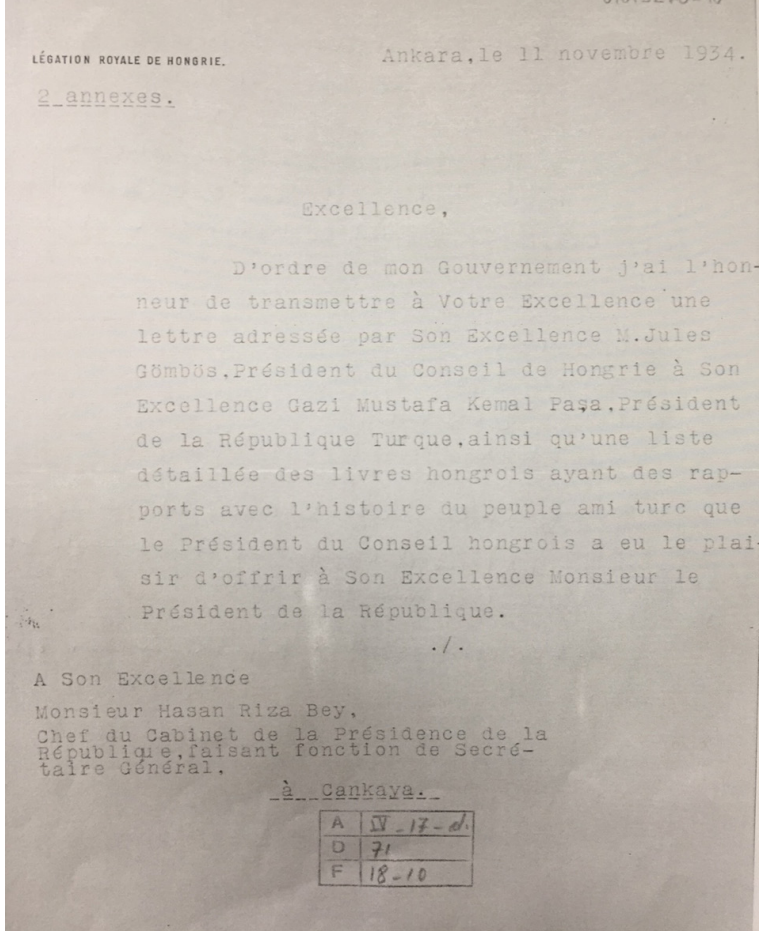 LÉGATION ROYALE DE HONGRIE.
Ankara,le 11 novembre 1934.
2 annexes.
Excellence,
D'ordre de mon Gouvernement j'ai l'hon-
neur de transmettre à Votre Excellence une
lettre adressée par Son Excellence M.Jules
Gömbös,Président du Conseil de Hongrie à Son
Excellence Gazi Mustafa Kemal Paşa,Président
de la République Turque,ainsi qu'une liste
détaillée des livres hongrois ayant des rap-
ports avec l'histoire du peuple ami turc que
le Président du Conseil hongrois a eu le plai-
sir d'offrir à Son Excellence Monsieur le
Président de la République.
./.
A Son Excellence
Monsieur Hasan Riza Bey,
Chef du Cabinet de la Présidence de la
République,faisant fonction de Secré-
taire Général,
à Cankaya.
A IV-17-d.
D 71
F 18-10